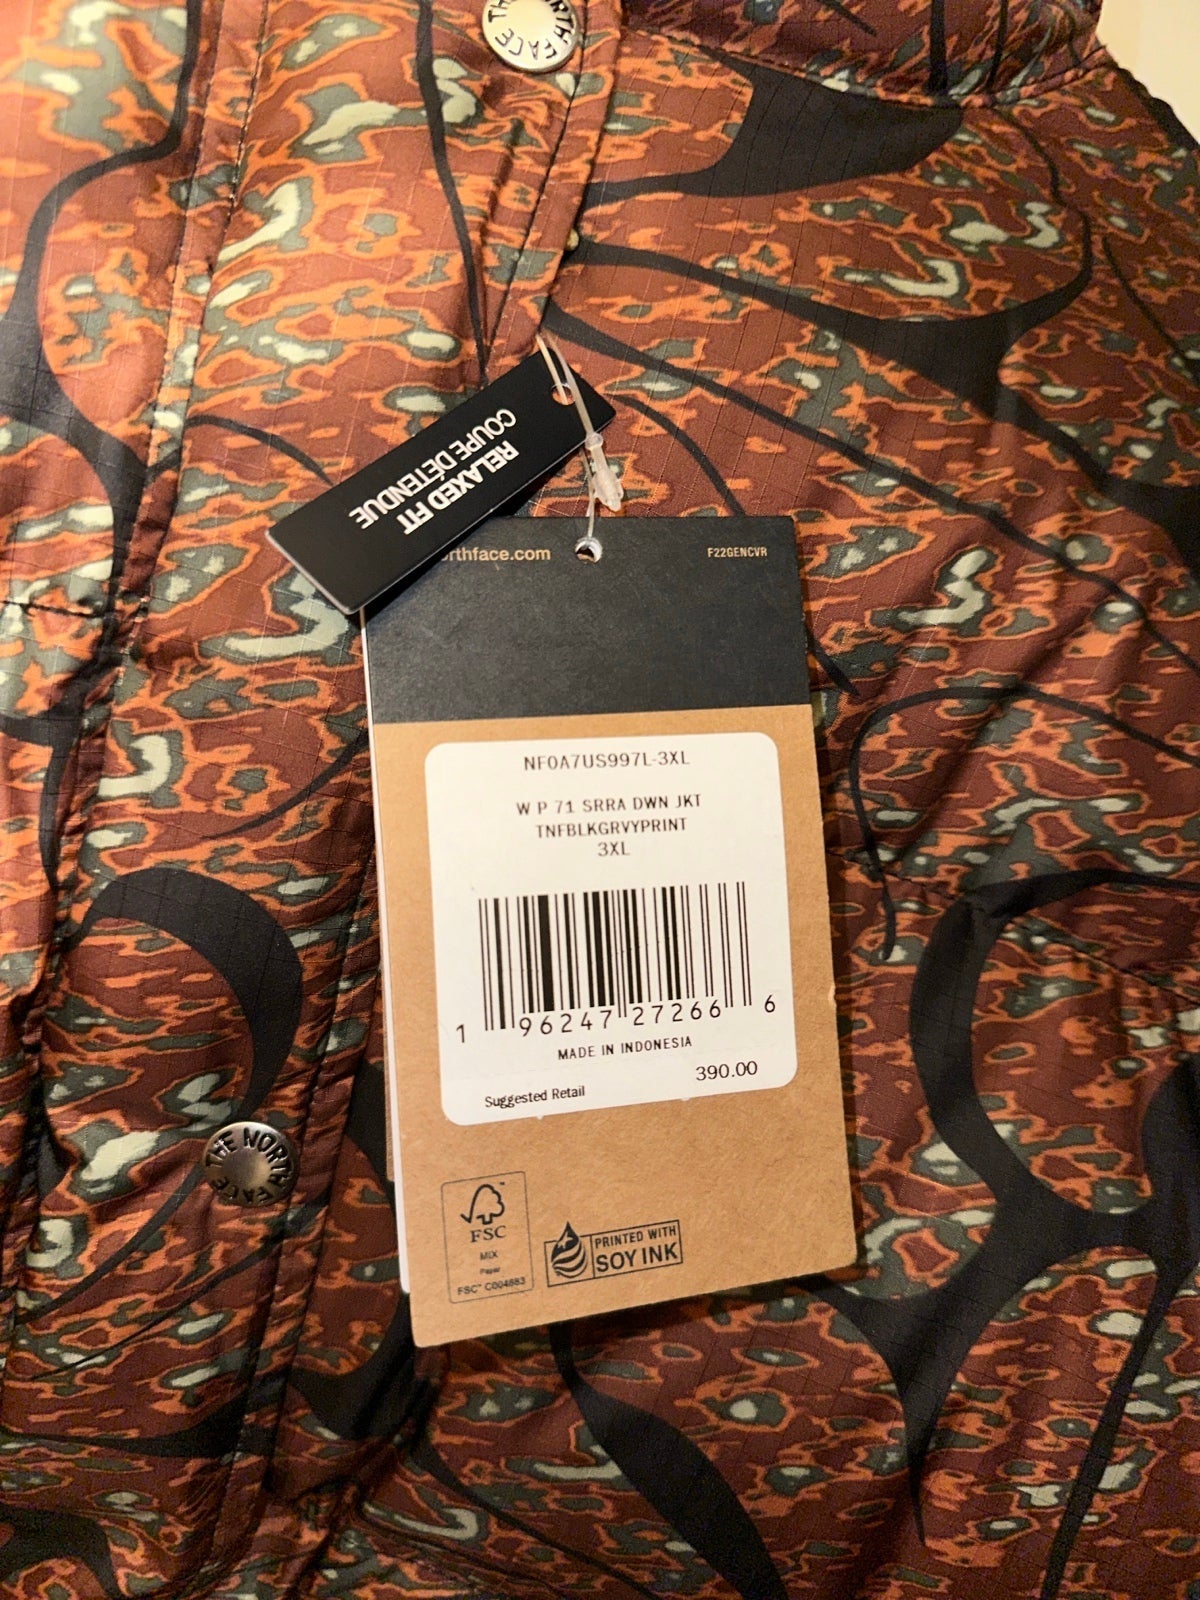 THE NORTH FACE
RELAXED FIT
COUPE DÉTENDUE
rthface.com
F22GENCVR
NF0A7US997L-3XL
W P 71 SRRA DWN JKT
TNFBLKGRVYPRINT
3XL
1 96247 27266 6
MADE IN INDONESIA
Suggested Retail 390.00
THE NORTH FACE
FSC
MIX
Paper
FSC™ C004883
PRINTED WITH
SOY INK